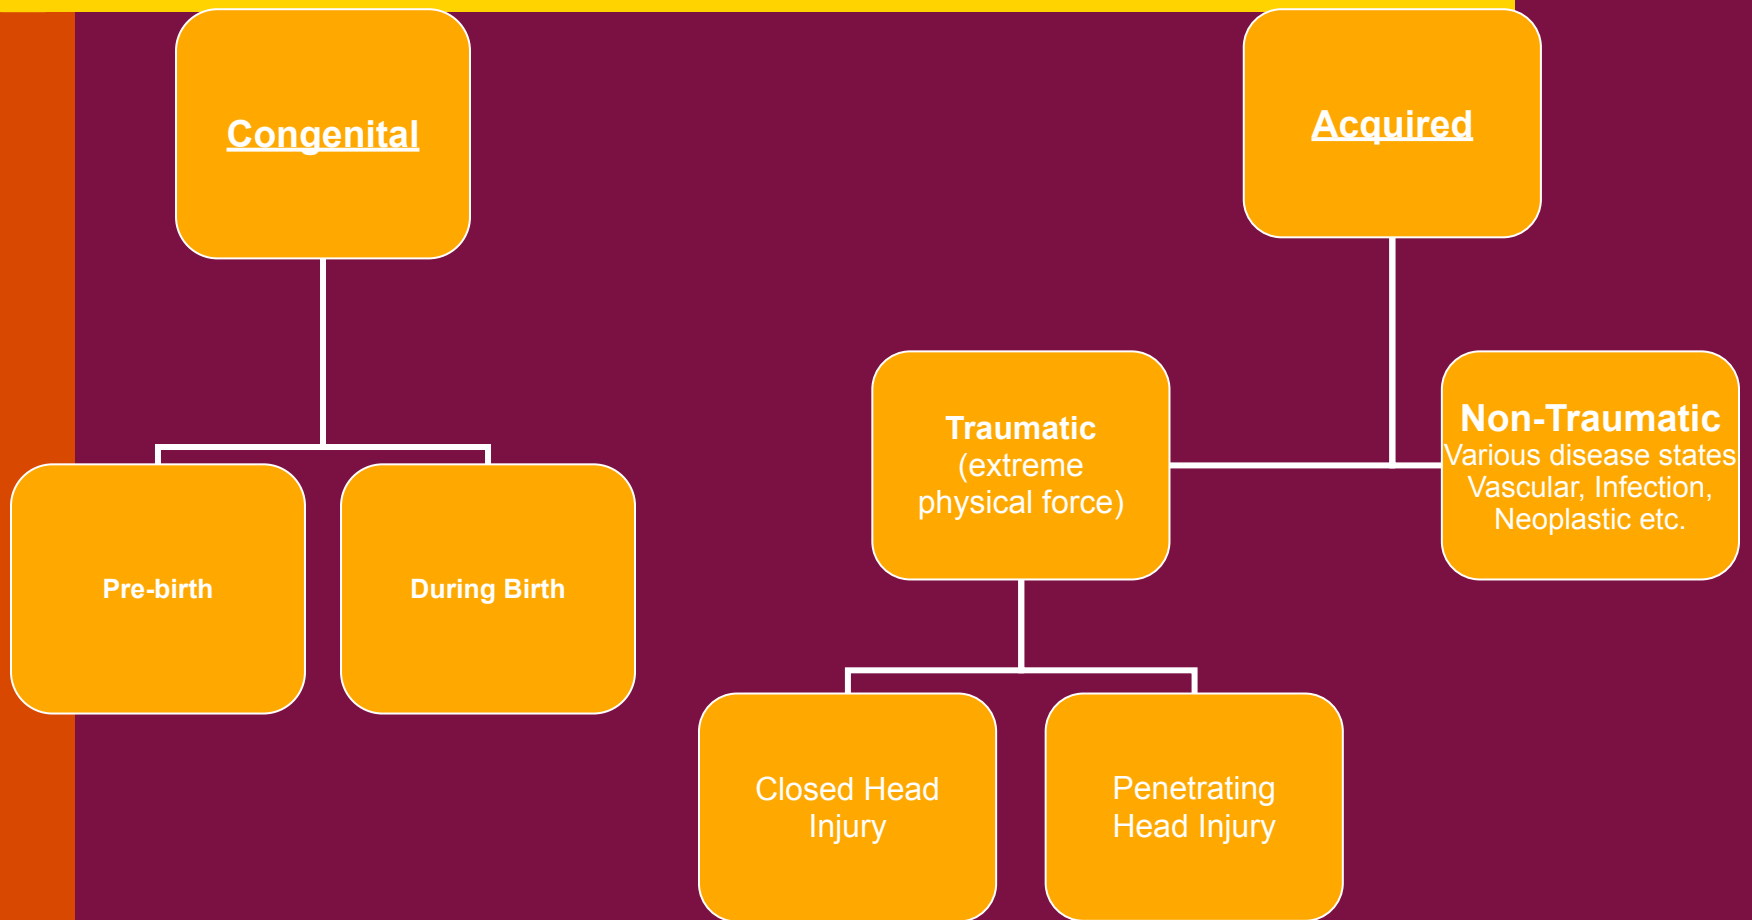 Congenital
Acquired
Traumatic
(extreme
physical force)
Non-Traumatic
Various disease states
Vascular, Infection,
Neoplastic etc.
Pre-birth
During Birth
Closed Head
Injury
Penetrating
Head Injury